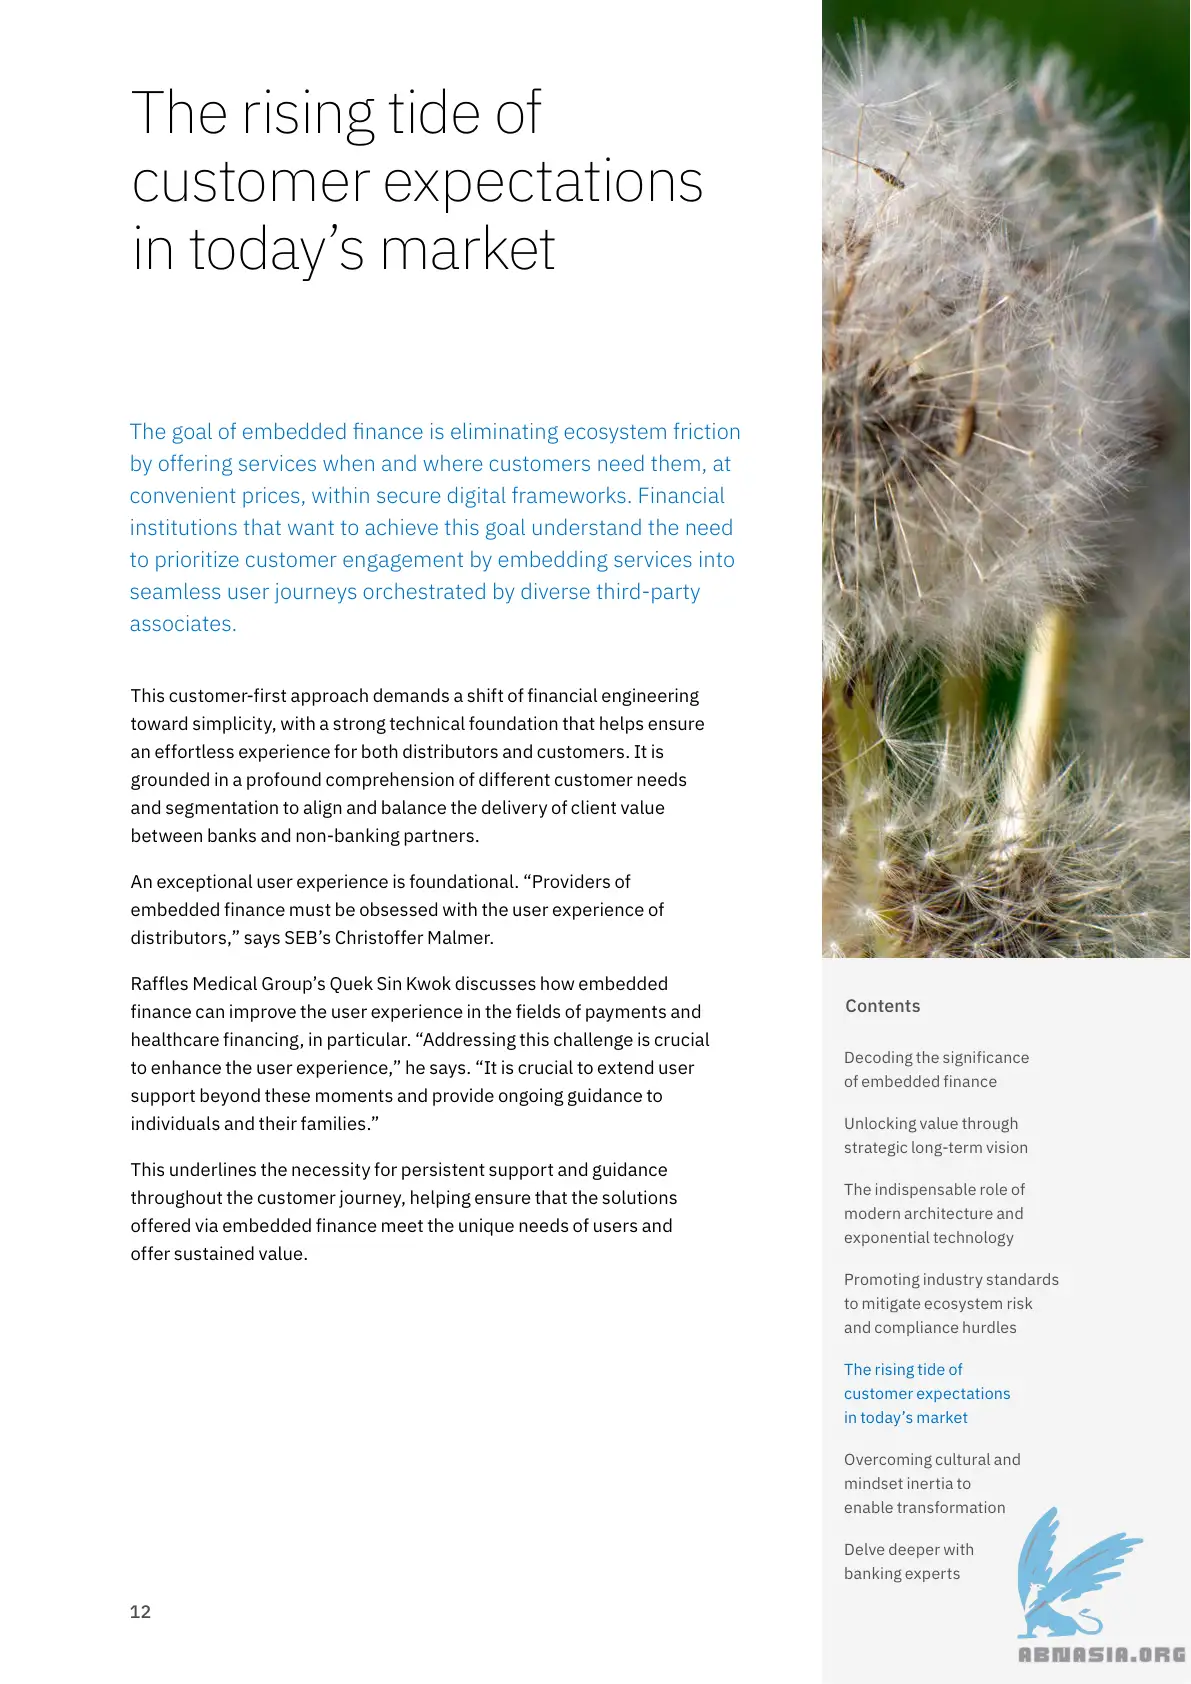 The rising tide of
customer expectations
in today’s market
The goal of embedded finance is eliminating ecosystem friction
by offering services when and where customers need them, at
convenient prices, within secure digital frameworks. Financial
institutions that want to achieve this goal understand the need
to prioritize customer engagement by embedding services into
seamless user journeys orchestrated by diverse third-party
associates.
This customer-first approach demands a shift of financial engineering
toward simplicity, with a strong technical foundation that helps ensure
an effortless experience for both distributors and customers. It is
grounded in a profound comprehension of different customer needs
and segmentation to align and balance the delivery of client value
between banks and non-banking partners.
An exceptional user experience is foundational. “Providers of
embedded finance must be obsessed with the user experience of
distributors,” says SEB’s Christoffer Malmer.
Raffles Medical Group’s Quek Sin Kwok discusses how embedded
finance can improve the user experience in the fields of payments and
healthcare financing, in particular. “Addressing this challenge is crucial
to enhance the user experience,” he says. “It is crucial to extend user
support beyond these moments and provide ongoing guidance to
individuals and their families.”
This underlines the necessity for persistent support and guidance
throughout the customer journey, helping ensure that the solutions
offered via embedded finance meet the unique needs of users and
offer sustained value.
12
Contents
Decoding the significance
of embedded finance
Unlocking value through
strategic long-term vision
The indispensable role of
modern architecture and
exponential technology
Promoting industry standards
to mitigate ecosystem risk
and compliance hurdles
The rising tide of
customer expectations
in today’s market
Overcoming cultural and
mindset inertia to
enable transformation
Delve deeper with
banking experts
ABNASIA.ORG